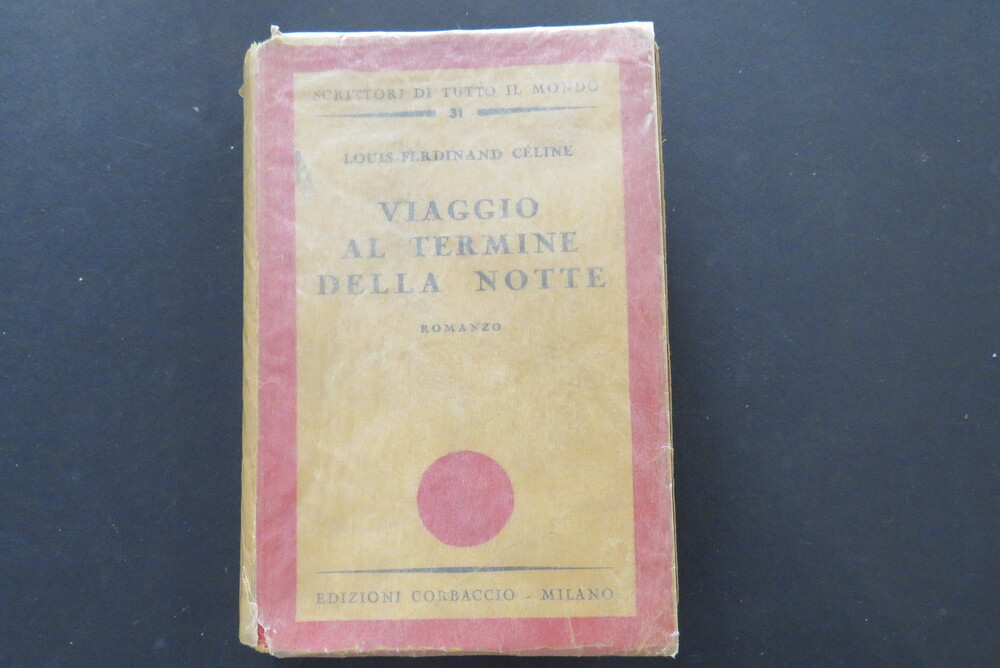 SCRITTORI DI TUTTO IL MONDO
31
LOUIS-FERDINAND CÉLINE
VIAGGIO
AL TERMINE
DELLA NOTTE
ROMANZO
EDIZIONI CORBACCIO - MILANO